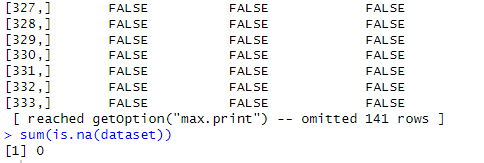 [327,] FALSE FALSE FALSE
[328,] FALSE FALSE FALSE
[329,] FALSE FALSE FALSE
[330,] FALSE FALSE FALSE
[331,] FALSE FALSE FALSE
[332,] FALSE FALSE FALSE
[333,] FALSE FALSE FALSE
[ reached getOption("max.print") -- omitted 141 rows ]
> sum(is.na(dataset))
[1] 0